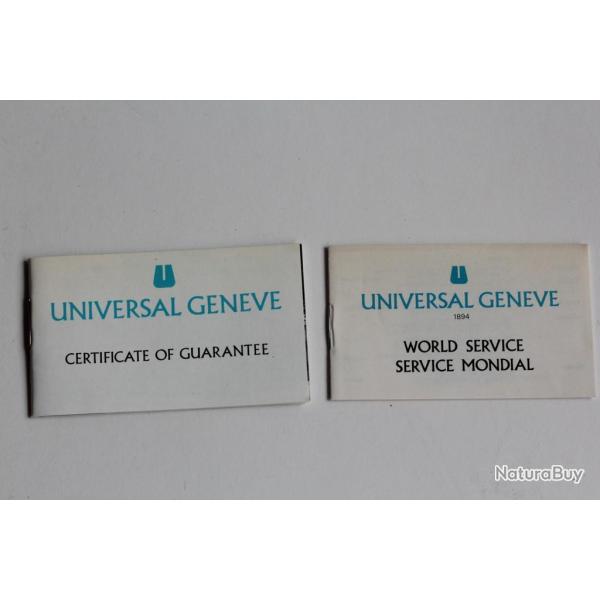 U
UNIVERSAL GENEVE
CERTIFICATE OF GUARANTEE
U
UNIVERSAL GENEVE
1894
WORLD SERVICE
SERVICE MONDIAL
NaturaBuy